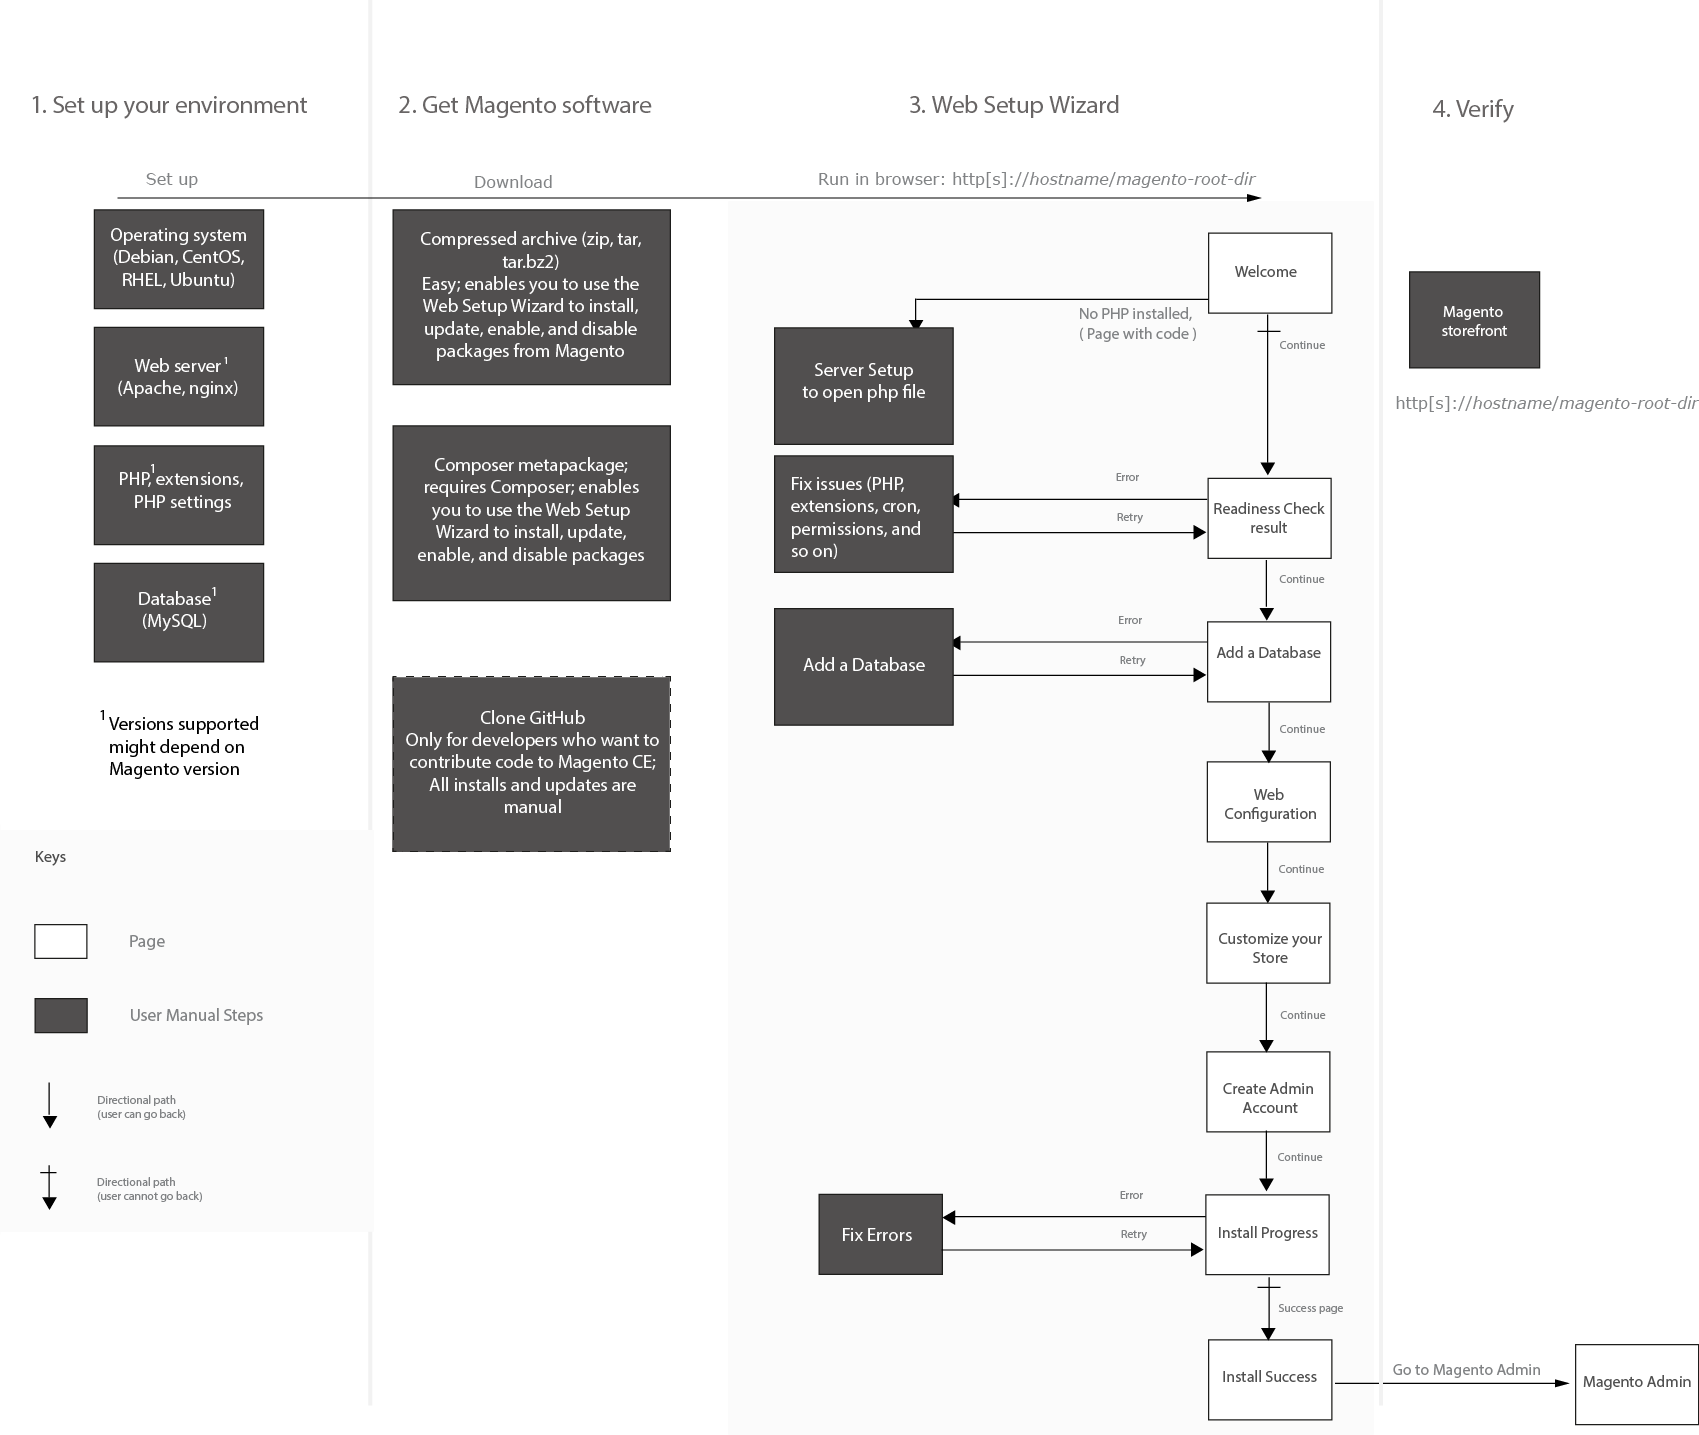 1. Set up your environment
Set up
Operating system
(Debian, CentOS,
RHEL, Ubuntu)
Web server1
(Apache, nginx)
PHP,1 extensions,
PHP settings
Database1
(MySQL)
1 Versions supported
might depend on
Magento version
Keys
Page
User Manual Steps
Directional path
(user can go back)
Directional path
(user cannot go back)
2. Get Magento software
Download
Compressed archive (zip, tar,
tar.bz2)
Easy; enables you to use the
Web Setup Wizard to install,
update, enable, and disable
packages from Magento
Composer metapackage;
requires Composer; enables
you to use the Web Setup
Wizard to install, update,
enable, and disable packages
Clone GitHub
Only for developers who want to
contribute code to Magento CE;
All installs and updates are
manual
3. Web Setup Wizard
Run in browser: http[s]://hostname/magento-root-dir
Welcome
No PHP installed,
( Page with code )
Continue
Server Setup
to open php file
Fix issues (PHP,
extensions, cron,
permissions, and
so on)
Error
Retry
Readiness Check
result
Continue
Add a Database
Error
Retry
Add a Database
Continue
Web
Configuration
Continue
Customize your
Store
Continue
Create Admin
Account
Continue
Fix Errors
Error
Retry
Install Progress
Success page
Install Success
4. Verify
Magento
storefront
http[s]://hostname/magento-root-dir
Go to Magento Admin
Magento Admin